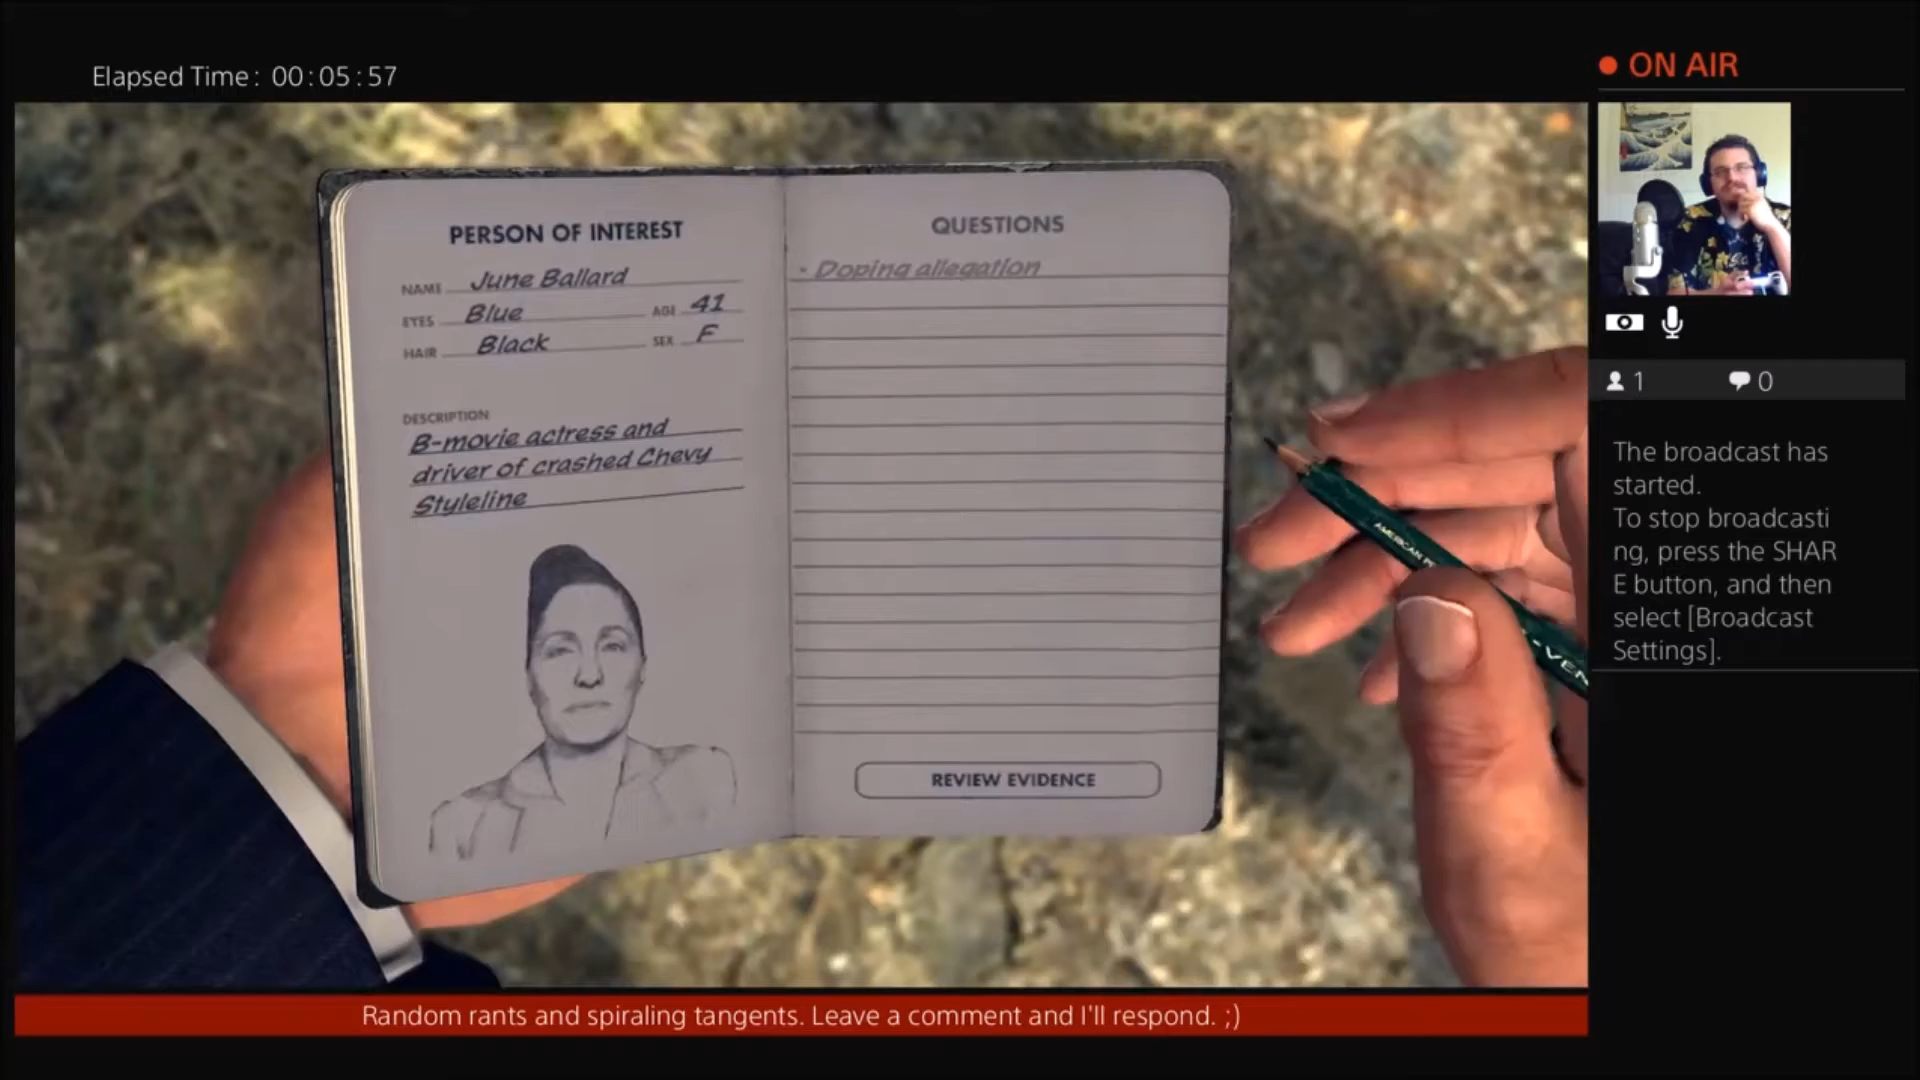 Elapsed Time: 00:05:57
ON AIR
PERSON OF INTEREST
NAME June Ballard
EYES Blue AGE 41
HAIR Black SEX F
DESCRIPTION
B-movie actress and
driver of crashed Chevy
Styleline
QUESTIONS
· Doping allegation
REVIEW EVIDENCE
AMERICAN
VEN
1 0
The broadcast has
started.
To stop broadcasti
ng, press the SHAR
E button, and then
select [Broadcast
Settings].
Random rants and spiraling tangents. Leave a comment and I'll respond. ;)